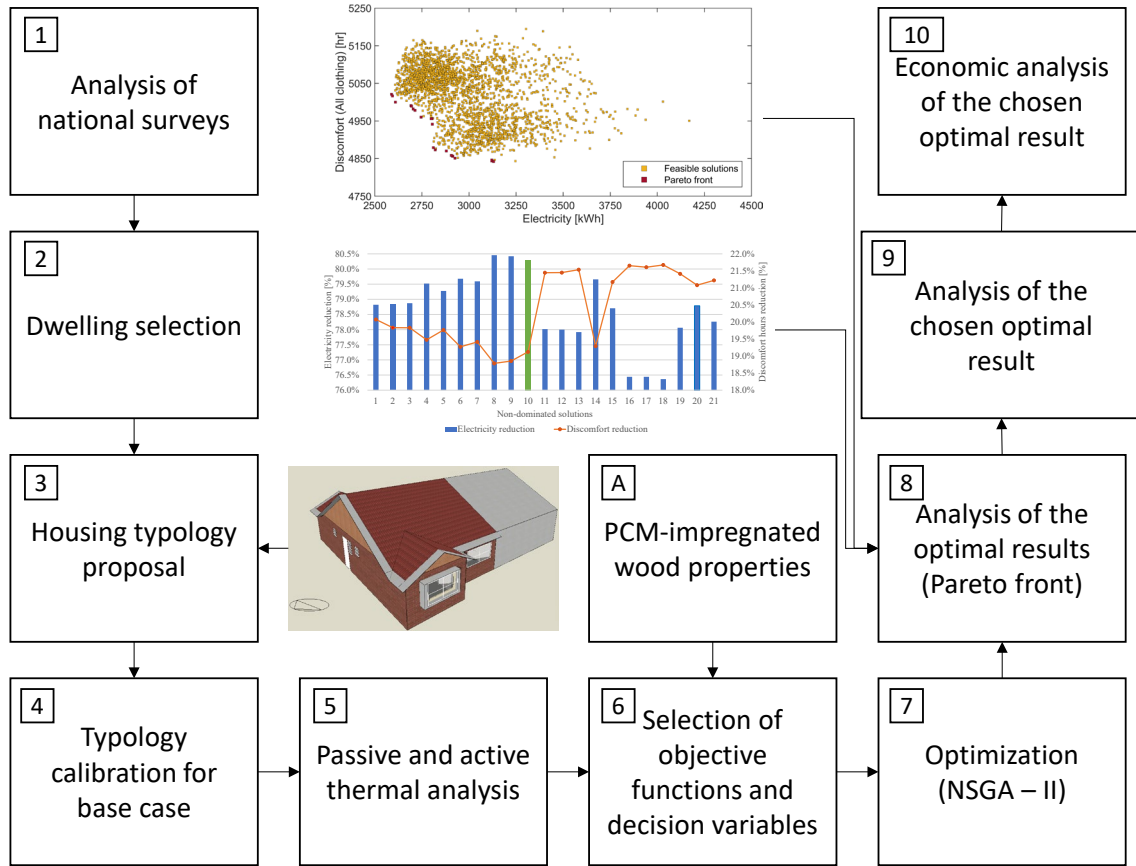 1
Analysis of
national surveys
2
Dwelling selection
3
Housing typology
proposal
4
Typology
calibration for
base case
5
Passive and active
thermal analysis
6
Selection of
objective
functions and
decision variables
7
Optimization
(NSGA – II)
8
Analysis of the
optimal results
(Pareto front)
9
Analysis of the
chosen optimal
result
10
Economic analysis
of the chosen
optimal result
A
PCM-impregnated
wood properties
Discomfort (All clothing) [hr]
5250
5150
5050
4950
4850
4750
2500 2750 3000 3250 3500 3750 4000 4250 4500
Electricity [kWh]
Feasible solutions
Pareto front
Electricity reduction [%]
80.5%
80.0%
79.5%
79.0%
78.5%
78.0%
77.5%
77.0%
76.5%
76.0%
22.0%
21.5%
21.0%
20.5%
20.0%
19.5%
19.0%
18.5%
18.0%
Discomfort hours reduction [%]
1 2 3 4 5 6 7 8 9 10 11 12 13 14 15 16 17 18 19 20 21
Non-dominated solutions
Electricity reduction Discomfort reduction